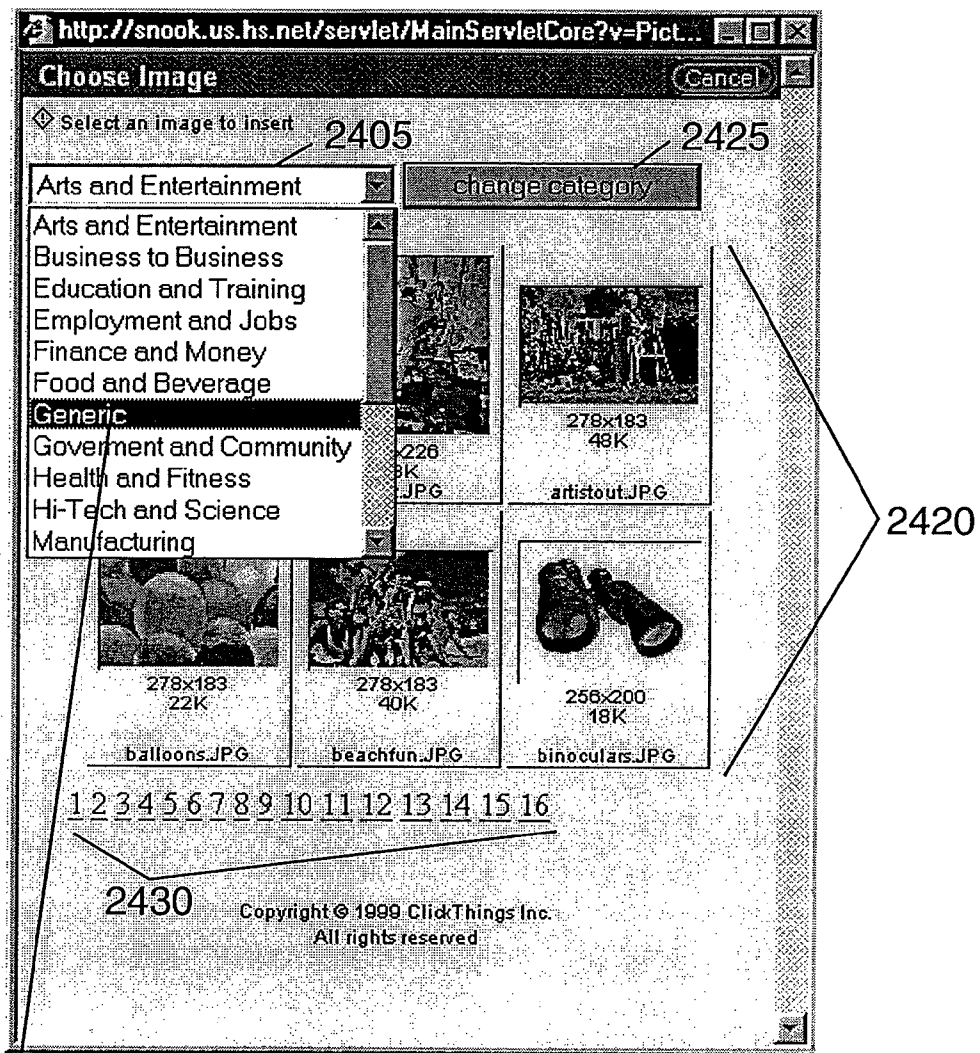 http://snook.us.hs.net/servlet/MainServletCore?v=Pict...
Choose Image
Cancel
Select an image to insert
2405
2425
Arts and Entertainment
change category
Arts and Entertainment
Business to Business
Education and Training
Employment and Jobs
Finance and Money
Food and Beverage
Generic
Goverment and Community
Health and Fitness
Hi-Tech and Science
Manufacturing
x226
.JPG
278x183
48K
artistout.JPG
2420
278x183
22K
balloons.JPG
278x183
40K
beachfun.JPG
256x200
18K
binoculars.JPG
1 2 3 4 5 6 7 8 9 10 11 12 13 14 15 16
2430
Copyright © 1999 ClickThings Inc.
All rights reserved